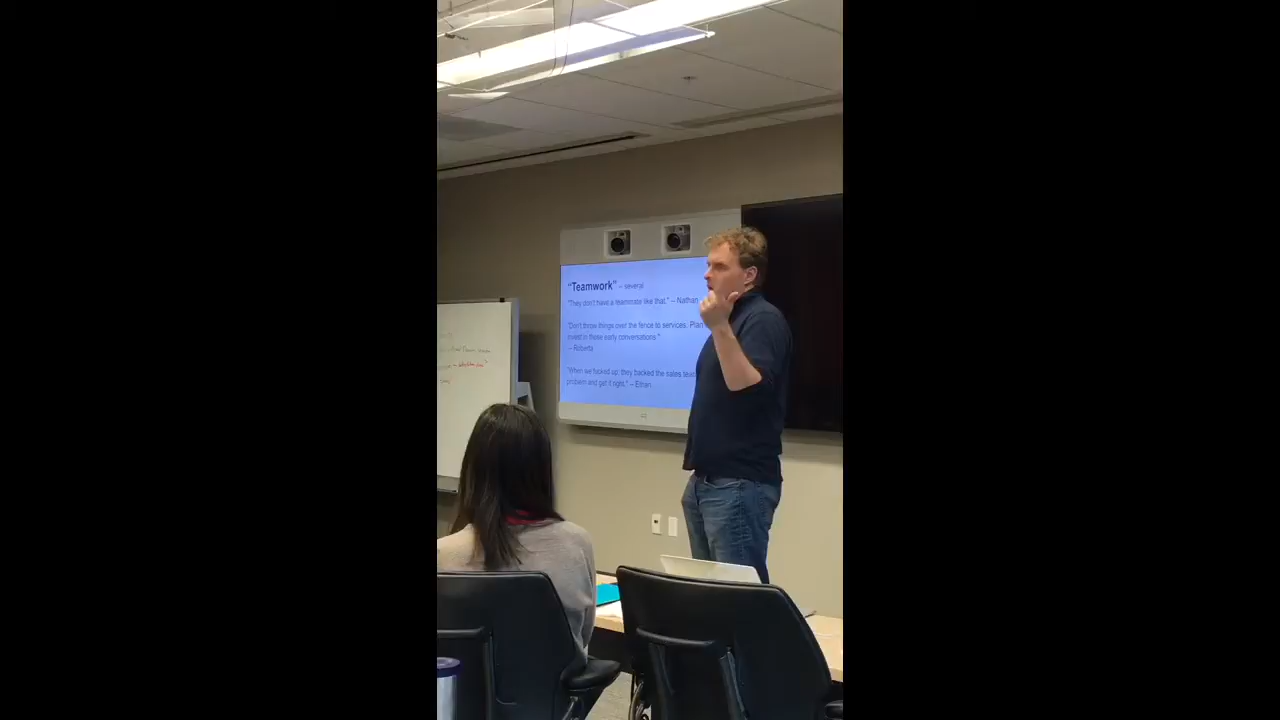 "Teamwork" – several
"They don't have a teammate like that." – Nathan
"Don't throw things over the fence to services. Plan
invest in those early conversations."
– Roberta
"When we fucked up, they backed the sales team
problem and got it right." – Ethan